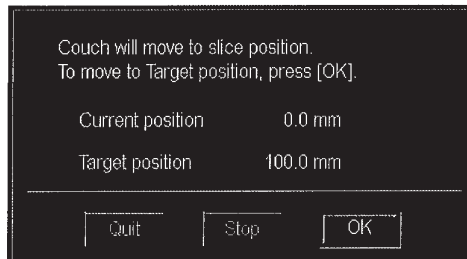 Couch will move to slice position.
To move to Target position, press [OK].
Current position 0.0 mm
Target position 100.0 mm
Quit Stop OK